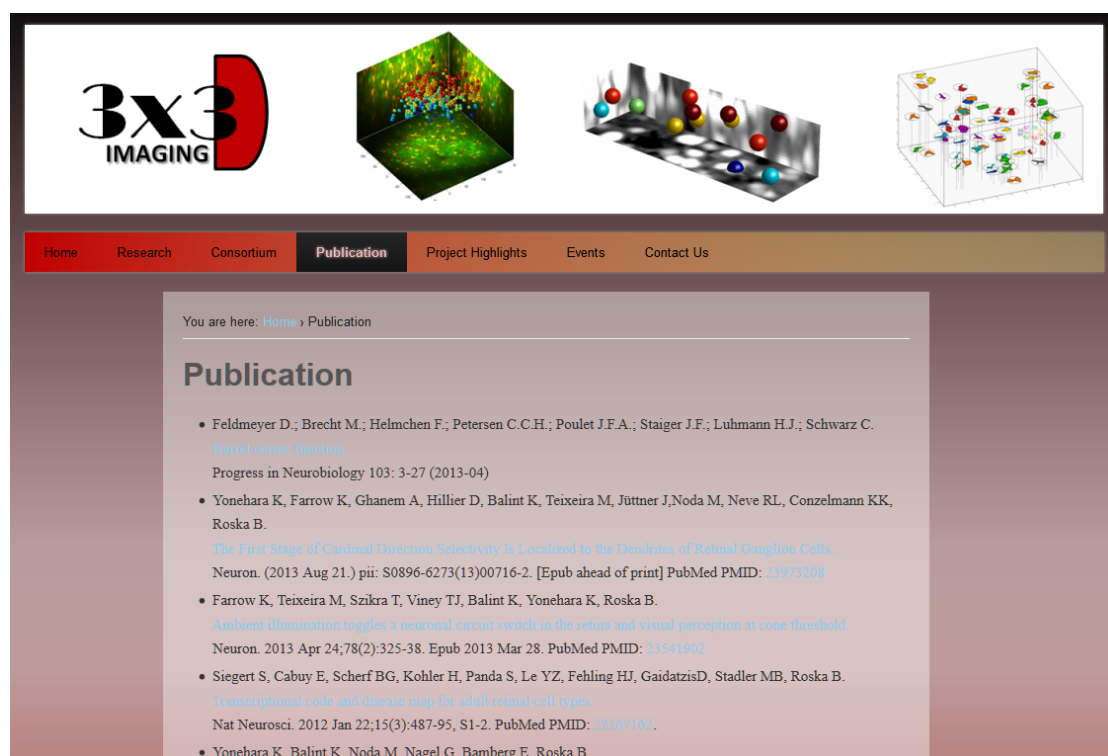 3x3
IMAGING
Home Research Consortium Publication Project Highlights Events Contact Us
You are here: Home › Publication
Publication
• Feldmeyer D.; Brecht M.; Helmchen F.; Petersen C.C.H.; Poulet J.F.A.; Staiger J.F.; Luhmann H.J.; Schwarz C.
Barrel cortex function
Progress in Neurobiology 103: 3-27 (2013-04)
• Yonehara K, Farrow K, Ghanem A, Hillier D, Balint K, Teixeira M, Jüttner J,Noda M, Neve RL, Conzelmann KK,
Roska B.
The First Stage of Cardinal Direction Selectivity Is Localized to the Dendrites of Retinal Ganglion Cells.
Neuron. (2013 Aug 21.) pii: S0896-6273(13)00716-2. [Epub ahead of print] PubMed PMID: 23973208
• Farrow K, Teixeira M, Szikra T, Viney TJ, Balint K, Yonehara K, Roska B.
Ambient illumination toggles a neuronal circuit switch in the retina and visual perception at cone threshold
Neuron. 2013 Apr 24;78(2):325-38. Epub 2013 Mar 28. PubMed PMID: 23541902
• Siegert S, Cabuy E, Scherf BG, Kohler H, Panda S, Le YZ, Fehling HJ, GaidatzisD, Stadler MB, Roska B.
Transcriptional code and disease map for adult retinal cell types.
Nat Neurosci. 2012 Jan 22;15(3):487-95, S1-2. PubMed PMID:
• Yonehara K, Balint K, Noda M, Nagel G, Bamberg E, Roska B